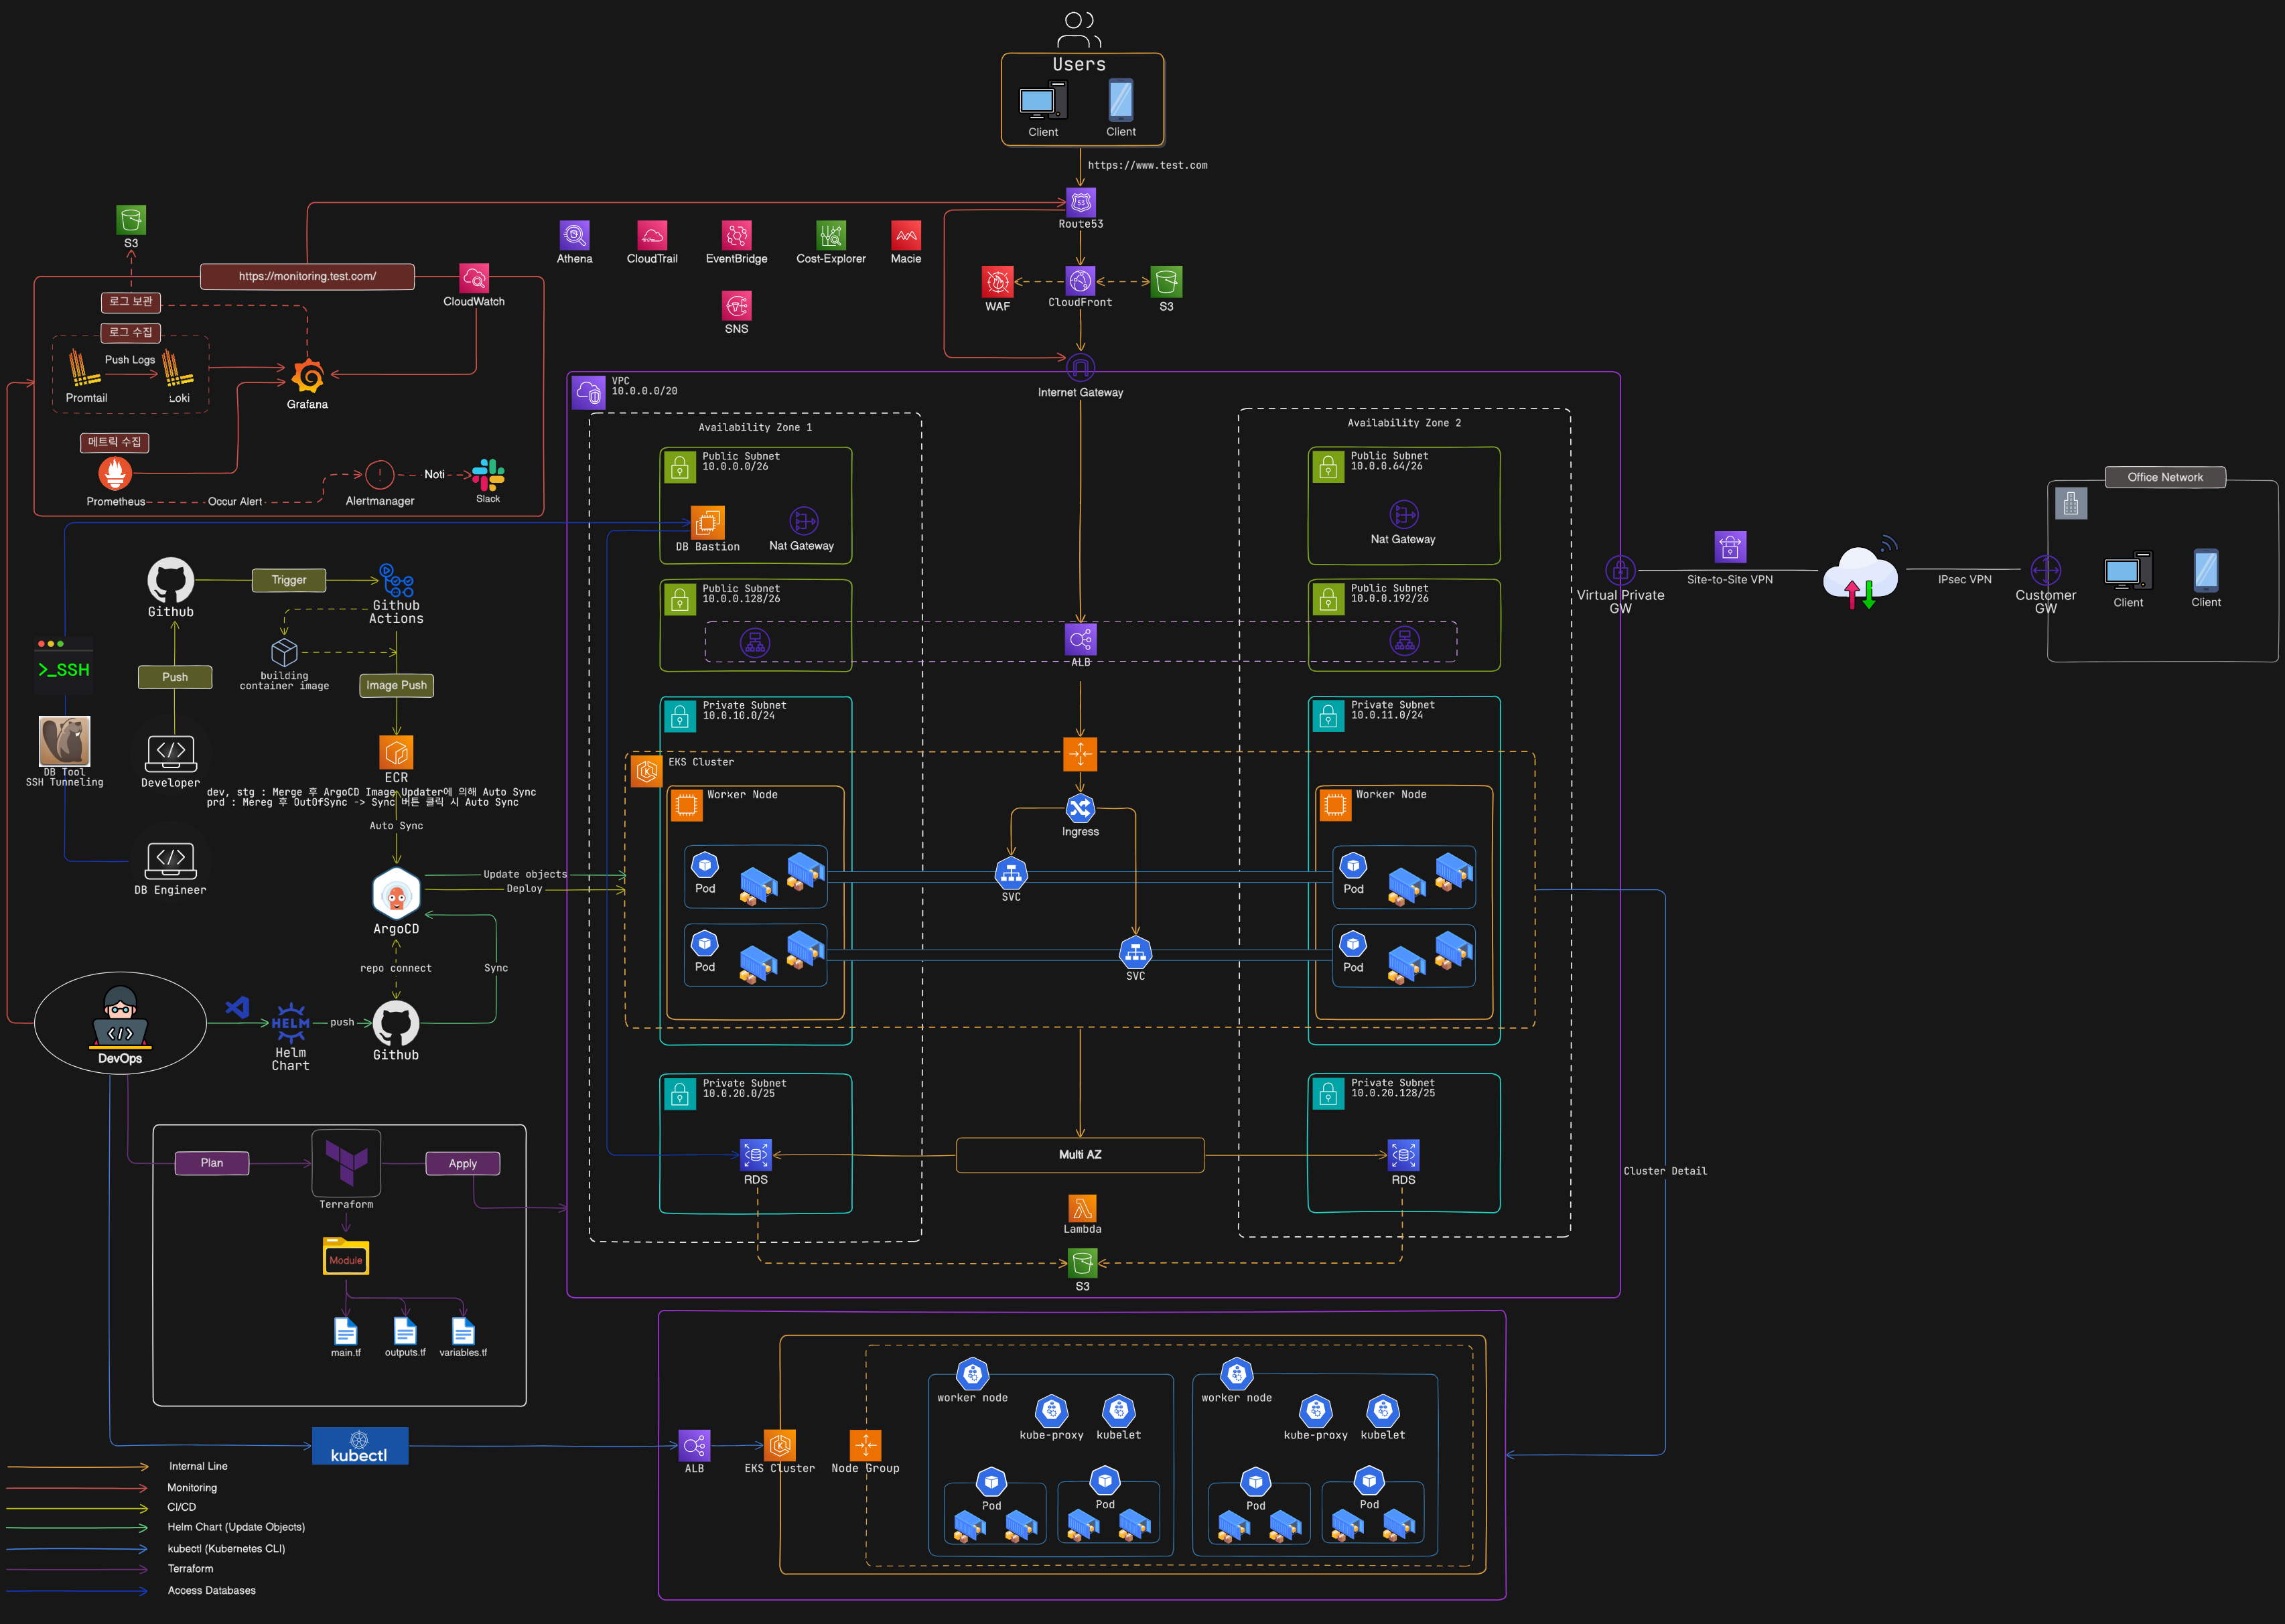 Users
Client
Client
https://www.test.com
53
Route53
S3
Athena
CloudTrail
EventBridge
Cost-Explorer
Macie
SNS
WAF
CloudFront
S3
Internet Gateway
https://monitoring.test.com/
CloudWatch
로그 보관
로그 수집
Push Logs
Promtail
Loki
Grafana
메트릭 수집
Prometheus
Occur Alert
Alertmanager
Noti
Slack
VPC
10.0.0.0/20
Availability Zone 1
Public Subnet
10.0.0.0/26
DB Bastion
Nat Gateway
Public Subnet
10.0.0.128/26
Availability Zone 2
Public Subnet
10.0.0.64/26
Nat Gateway
Public Subnet
10.0.0.192/26
ALB
Virtual Private
GW
Site-to-Site VPN
IPsec VPN
Customer
GW
Office Network
Client
Client
Github
Trigger
Github
Actions
building
container image
Push
Image Push
>_SSH
DB Tool
SSH Tunneling
Developer
ECR
dev, stg : Merge 후 ArgoCD Image Updater에 의해 Auto Sync
prd : Mereg 후 OutOfSync -> Sync 버튼 클릭 시 Auto Sync
Auto Sync
DB Engineer
ArgoCD
Update objects
Deploy
repo connect
Sync
DevOps
HELM
Helm
Chart
push
Github
Private Subnet
10.0.10.0/24
EKS Cluster
Worker Node
Pod
Pod
Ingress
SVC
SVC
Private Subnet
10.0.11.0/24
Worker Node
Pod
Pod
Private Subnet
10.0.20.0/25
RDS
Multi AZ
Private Subnet
10.0.20.128/25
RDS
Lambda
S3
Cluster Detail
Plan
Terraform
Apply
Module
main.tf
outputs.tf
variables.tf
kubectl
ALB
EKS Cluster
Node Group
worker node
kube-proxy
kubelet
Pod
Pod
worker node
kube-proxy
kubelet
Pod
Pod
Internal Line
Monitoring
CI/CD
Helm Chart (Update Objects)
kubectl (Kubernetes CLI)
Terraform
Access Databases